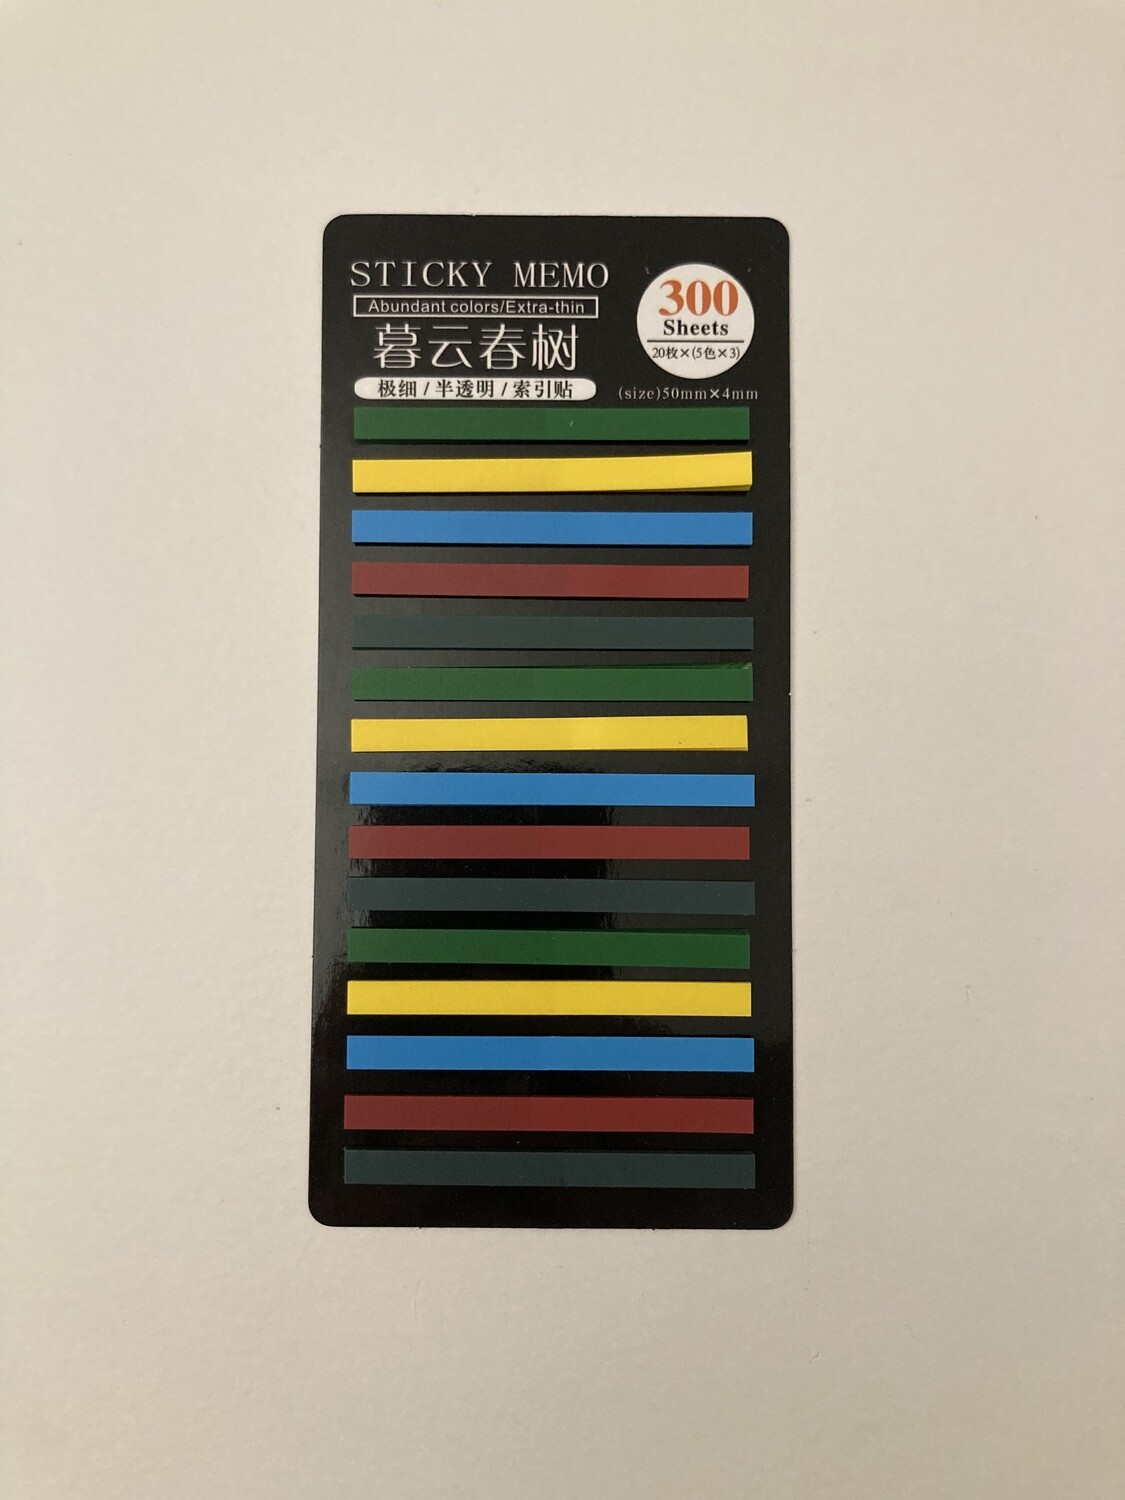 STICKY MEMO
Abundant colors/Extra-thin
暮云春树
极细/半透明/索引贴
300
Sheets
20枚×(5色×3)
(size)50mm×4mm